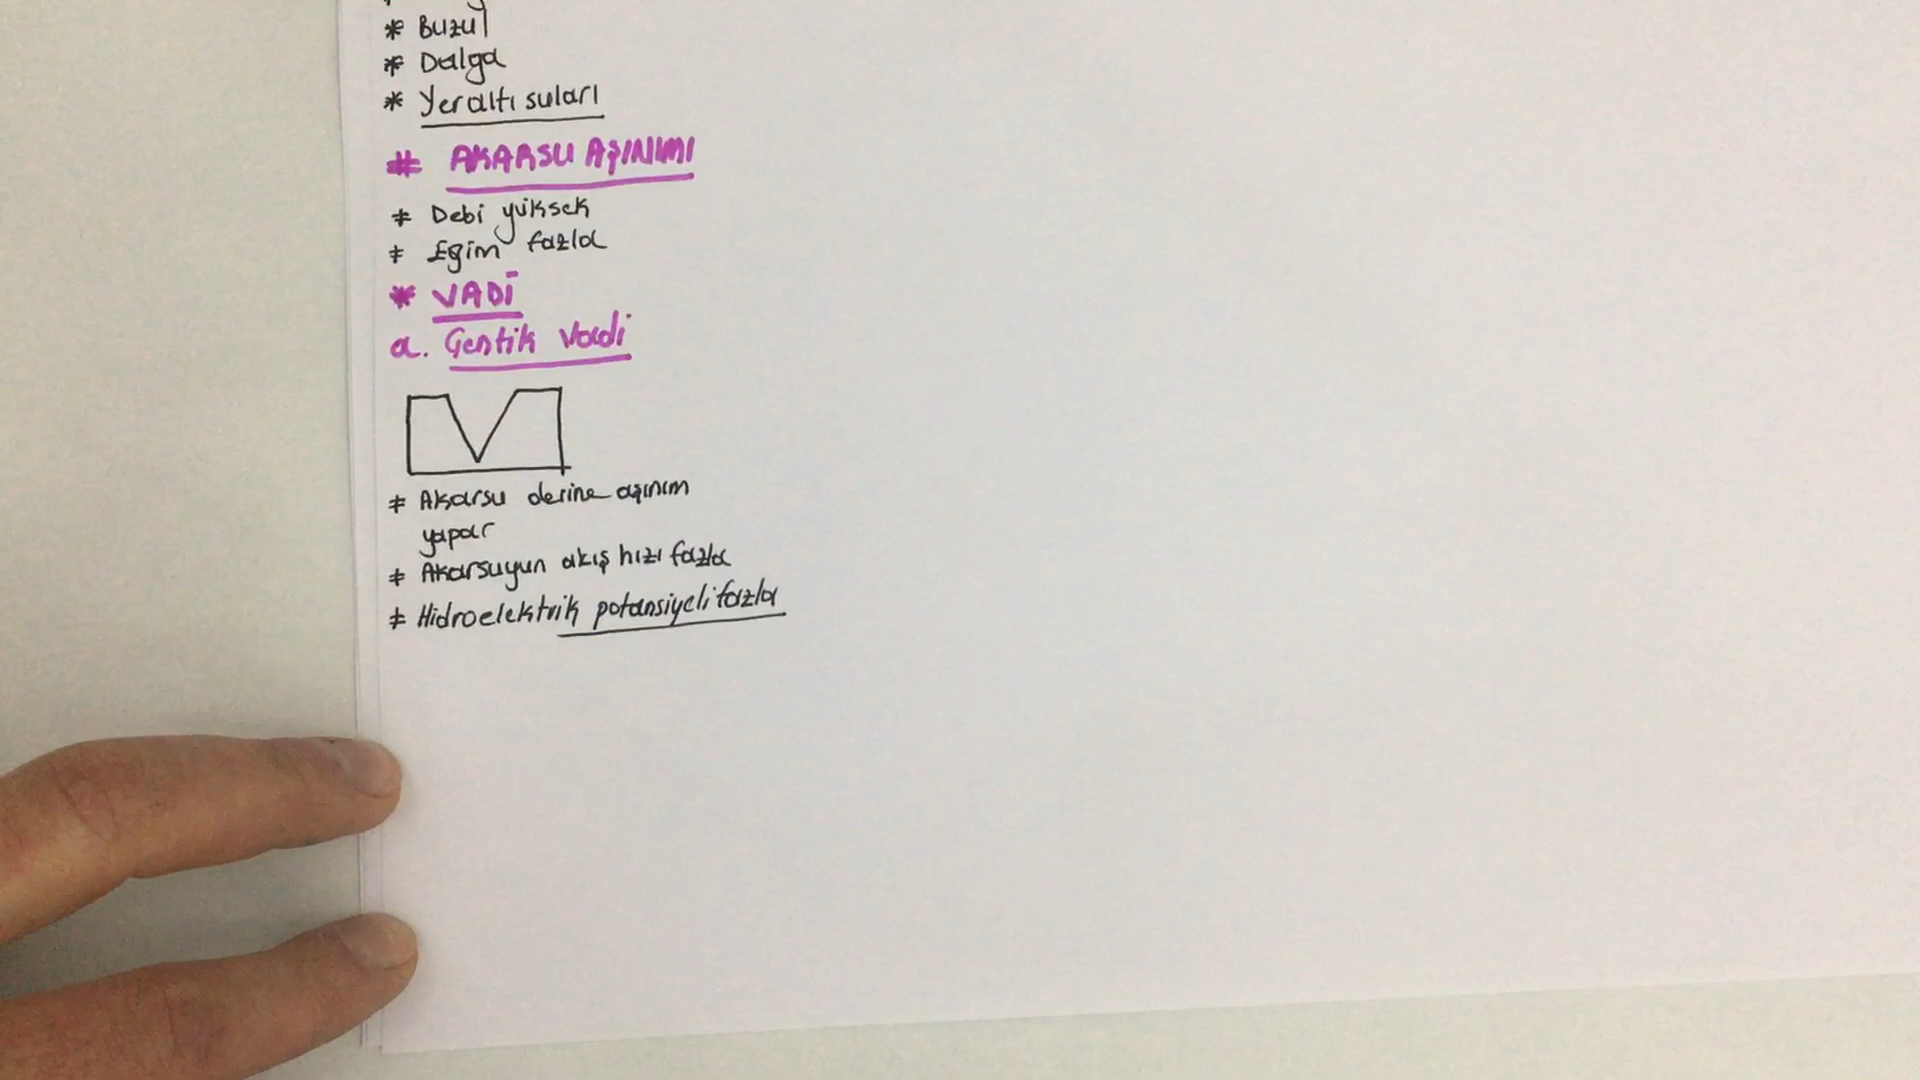 * Buzul
* Dalga
* Yeraltı suları
# AKARSU AŞINIMI
* Debi yüksek
* Eğim fazla
* VADİ
a. Çentik Vadi
* Akarsu derine aşınım
yapar
* Akarsuyun akış hızı fazla
* Hidroelektrik potansiyeli fazla